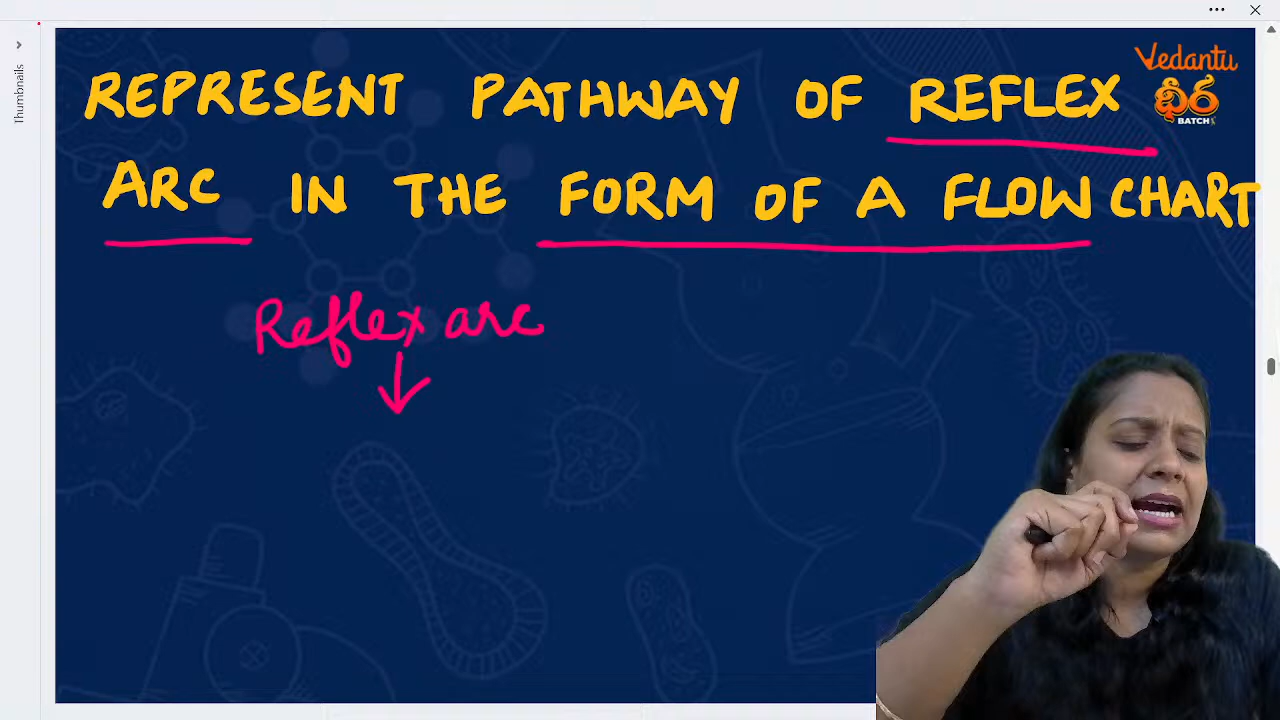 Thumbnails
Vedantu
ధీర
BATCH
REPRESENT PATHWAY OF REFLEX
ARC IN THE FORM OF A FLOW CHART
Reflex arc